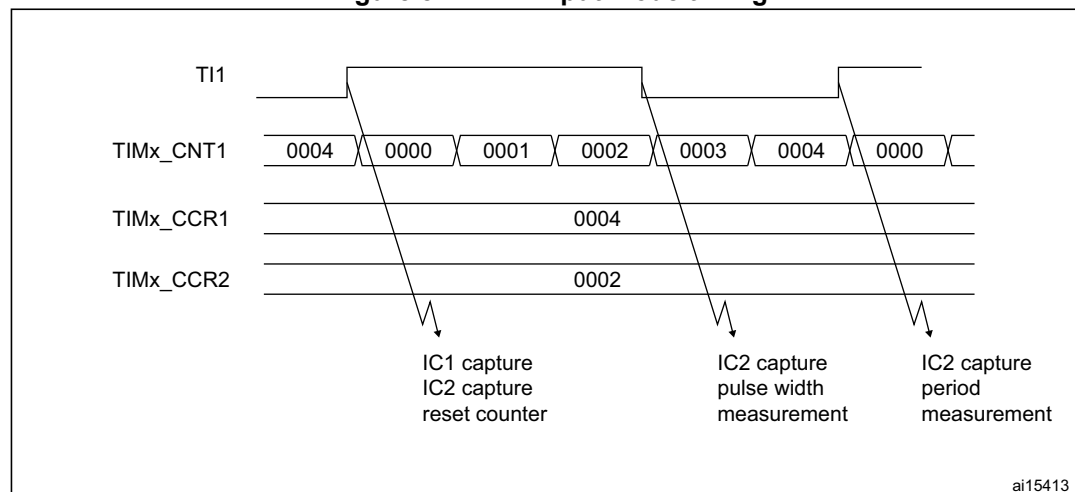 TI1
TIMx_CNT1 0004 0000 0001 0002 0003 0004 0000
TIMx_CCR1 0004
TIMx_CCR2 0002
IC1 capture
IC2 capture
reset counter
IC2 capture
pulse width
measurement
IC2 capture
period
measurement
ai15413